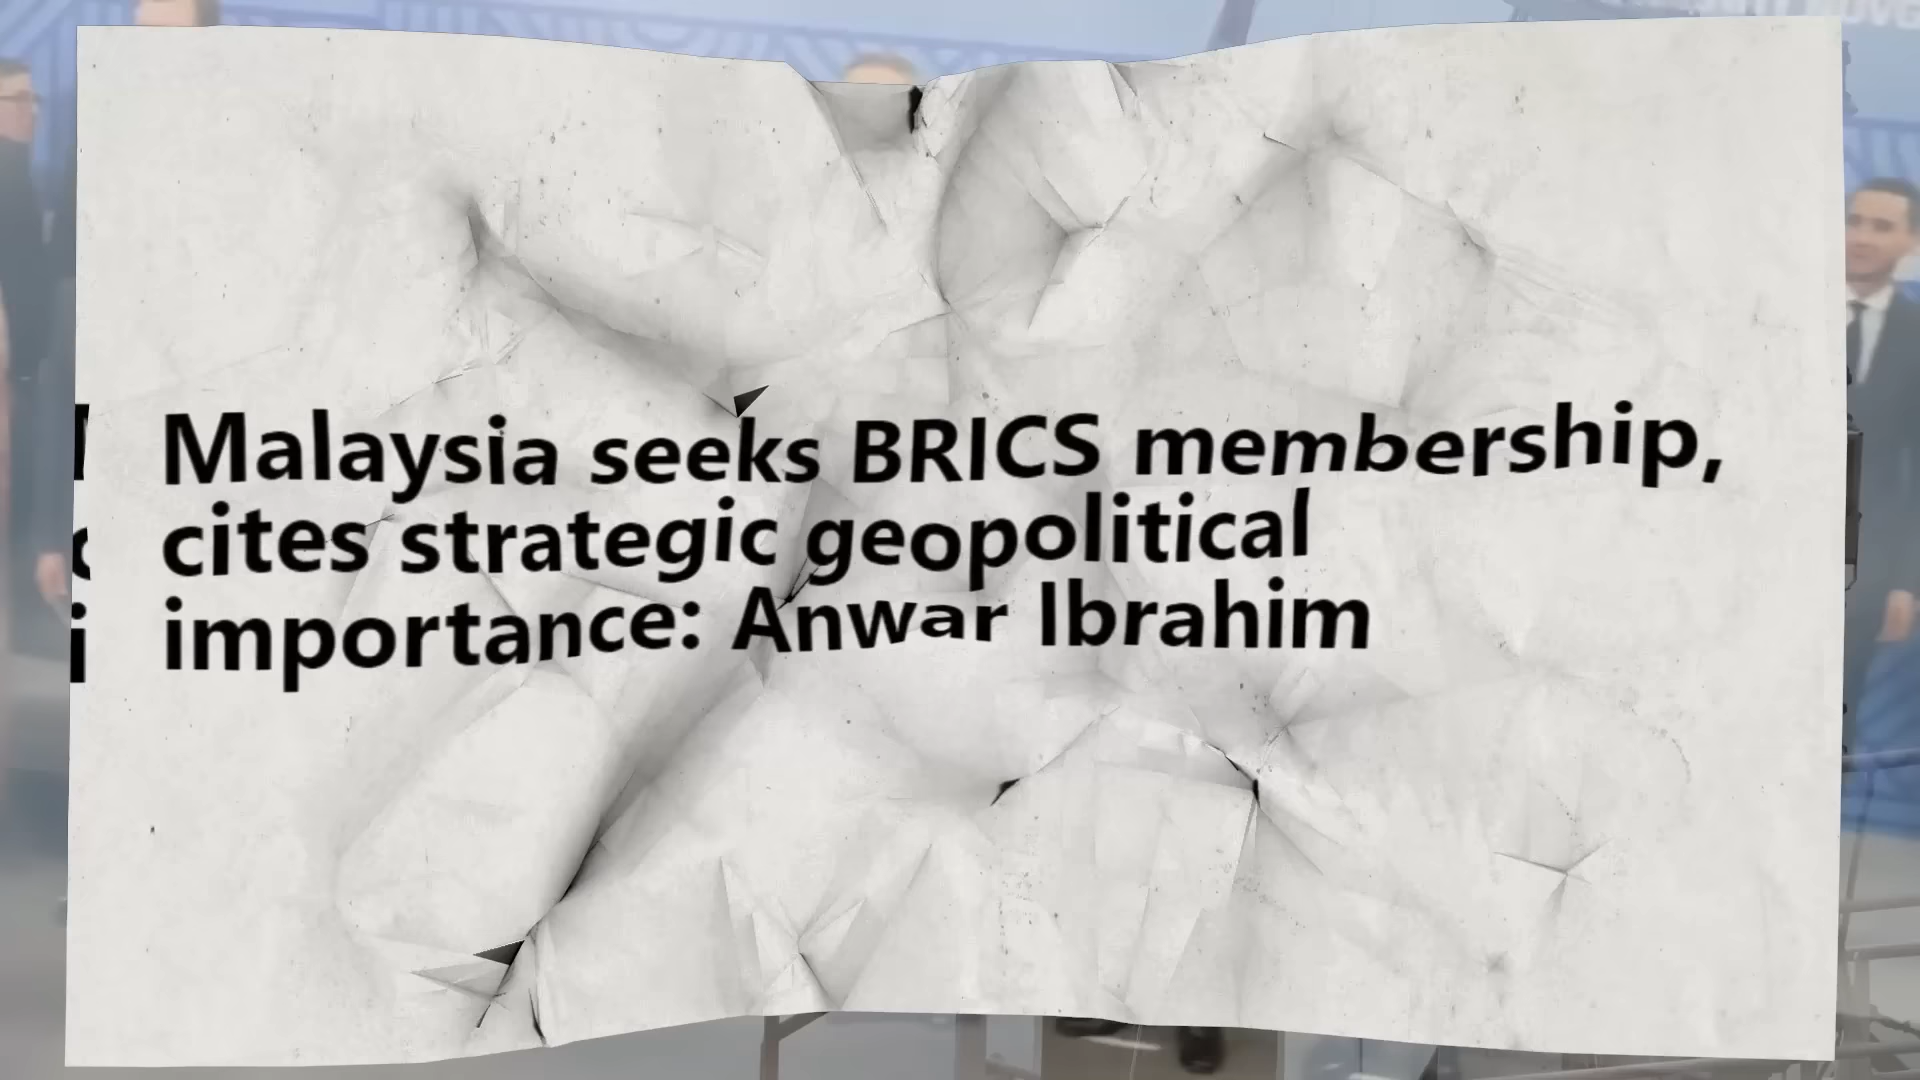 Malaysia seeks BRICS membership,
cites strategic geopolitical
importance: Anwar Ibrahim